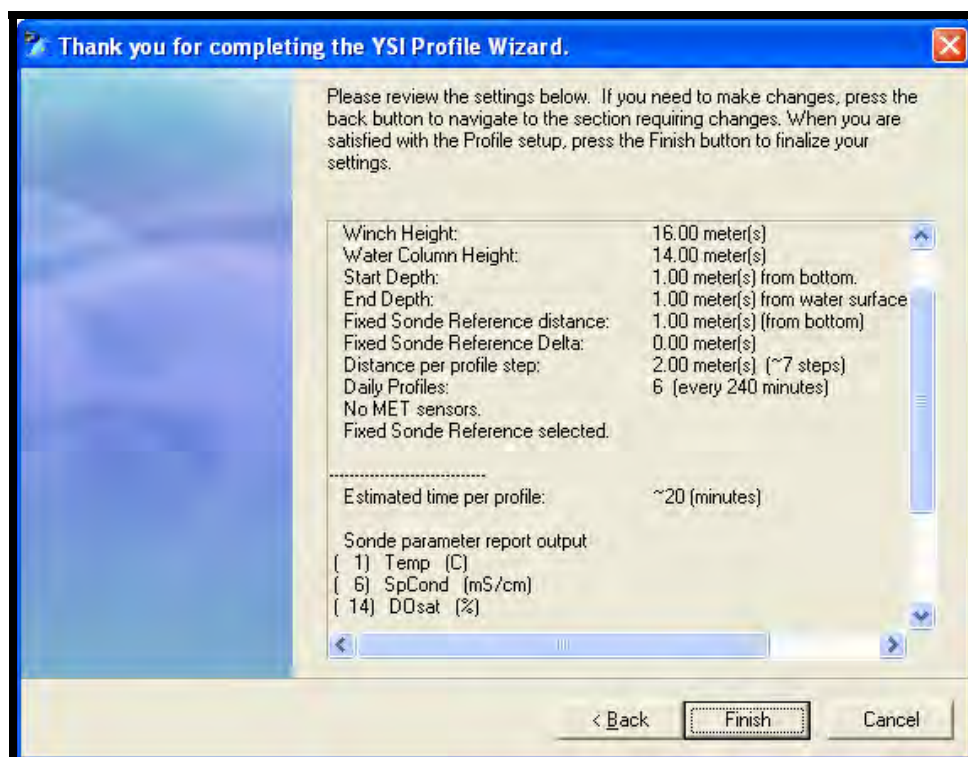 Thank you for completing the YSI Profile Wizard.
Please review the settings below. If you need to make changes, press the
back button to navigate to the section requiring changes. When you are
satisfied with the Profile setup, press the Finish button to finalize your
settings.
Winch Height: 16.00 meter(s)
Water Column Height: 14.00 meter(s)
Start Depth: 1.00 meter(s) from bottom.
End Depth: 1.00 meter(s) from water surface
Fixed Sonde Reference distance: 1.00 meter(s) (from bottom)
Fixed Sonde Reference Delta: 0.00 meter(s)
Distance per profile step: 2.00 meter(s) (~7 steps)
Daily Profiles: 6 (every 240 minutes)
No MET sensors.
Fixed Sonde Reference selected.
-------------------------------
Estimated time per profile: ~20 (minutes)
Sonde parameter report output
( 1) Temp (C)
( 6) SpCond (mS/cm)
( 14) DOsat (%)
< Back Finish Cancel